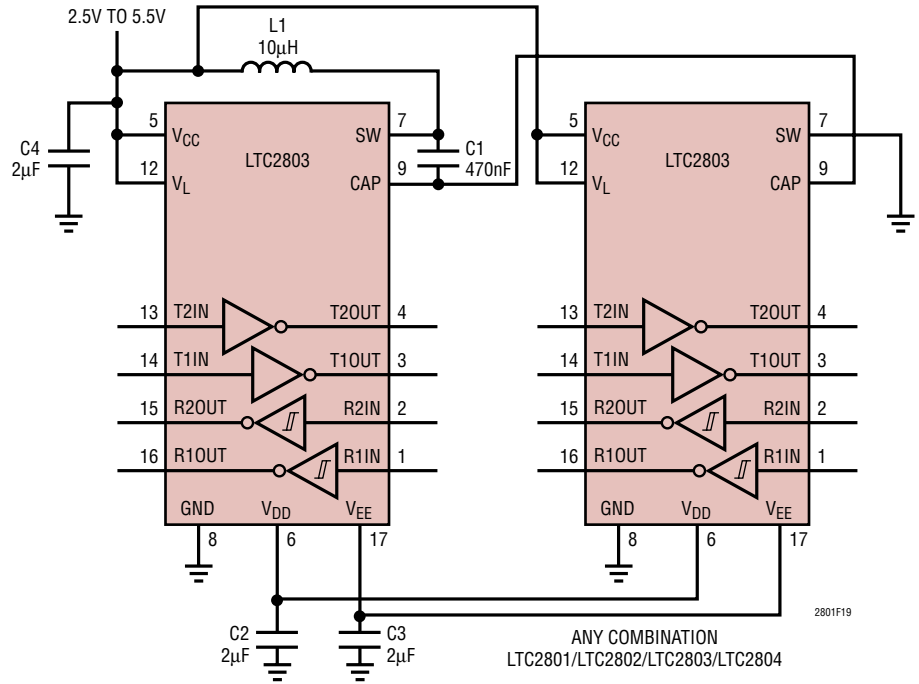 2.5V TO 5.5V
L1
10µH
C4
2µF
5
VCC
12
VL
LTC2803
SW
7
CAP
9
C1
470nF
13
T2IN
T2OUT
4
14
T1IN
T1OUT
3
15
R2OUT
R2IN
2
16
R1OUT
R1IN
1
GND
VDD
VEE
8
6
17
C2
2µF
C3
2µF
5
VCC
12
VL
LTC2803
SW
7
CAP
9
13
T2IN
T2OUT
4
14
T1IN
T1OUT
3
15
R2OUT
R2IN
2
16
R1OUT
R1IN
1
GND
VDD
VEE
8
6
17
2801F19
ANY COMBINATION
LTC2801/LTC2802/LTC2803/LTC2804